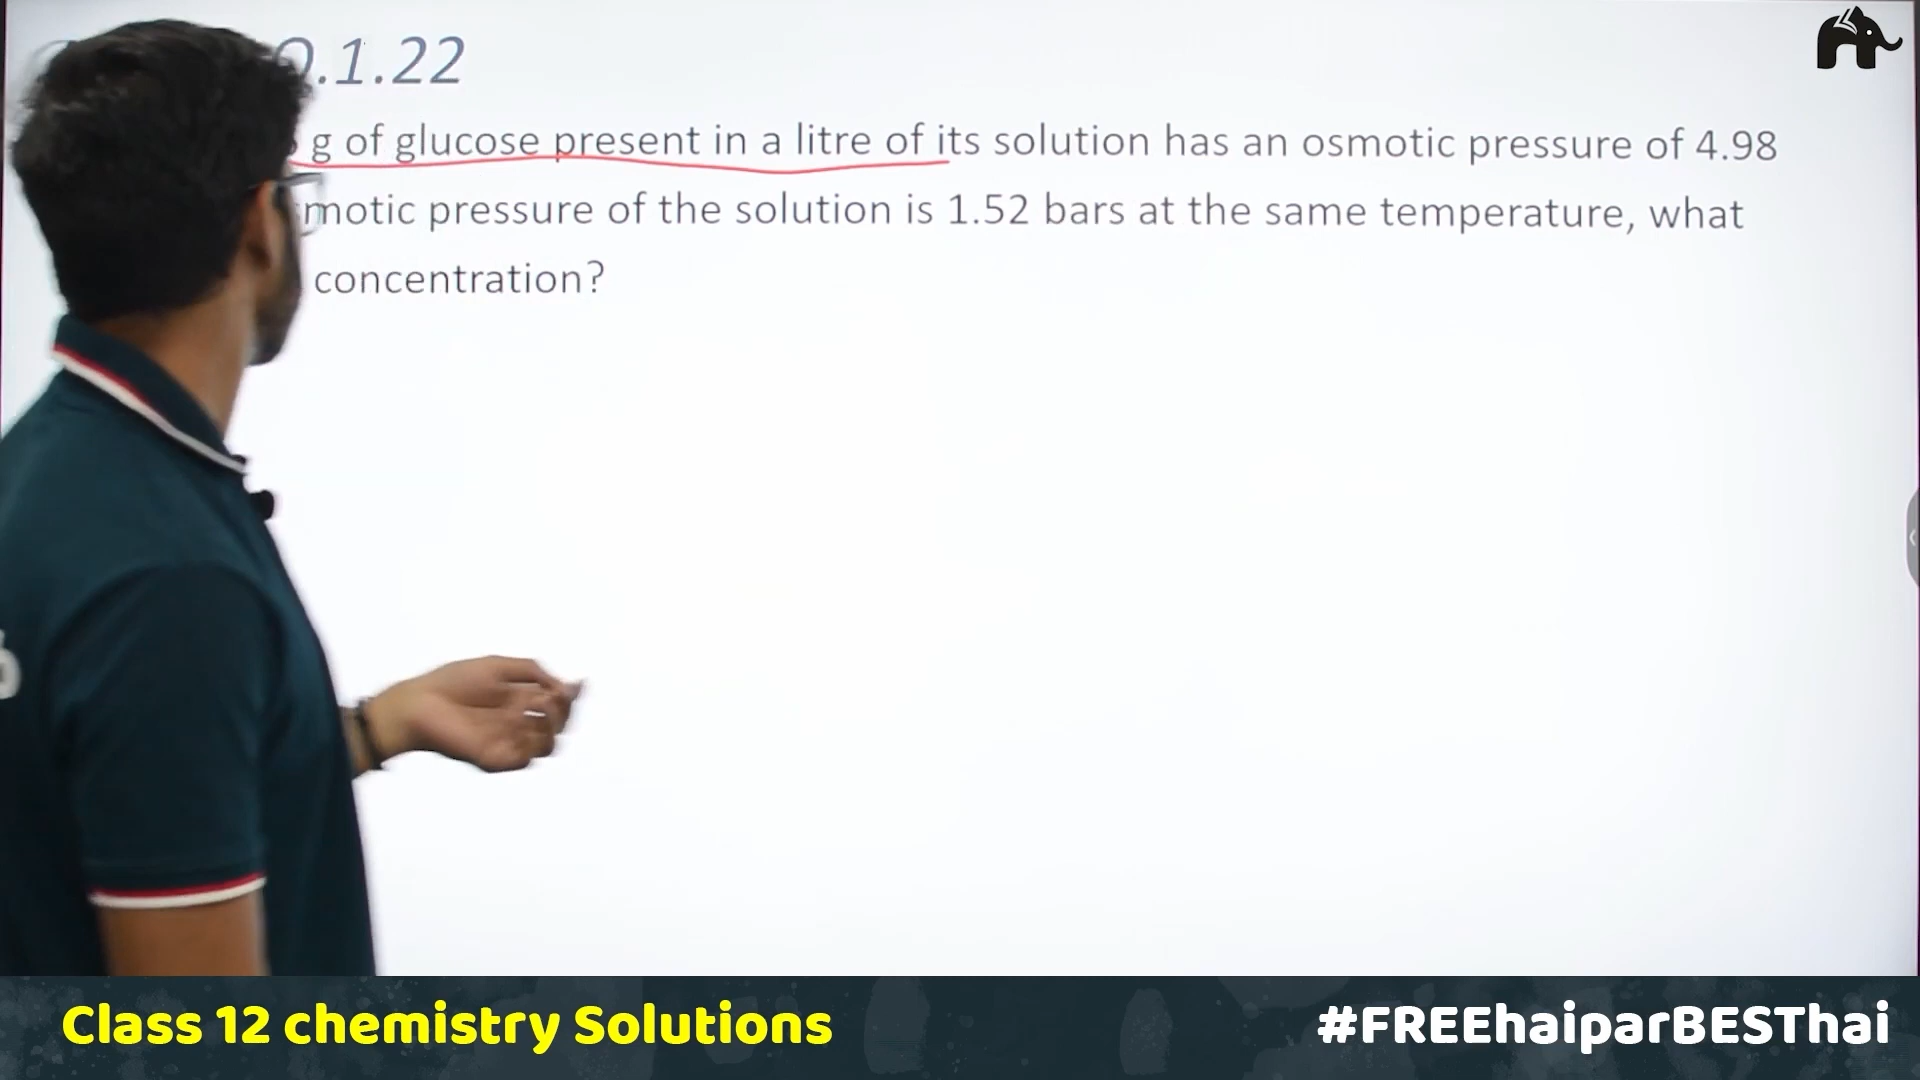 .1.22
g of glucose present in a litre of its solution has an osmotic pressure of 4.98
motic pressure of the solution is 1.52 bars at the same temperature, what
concentration?
Class 12 chemistry Solutions
#FREEhaiparBESThai